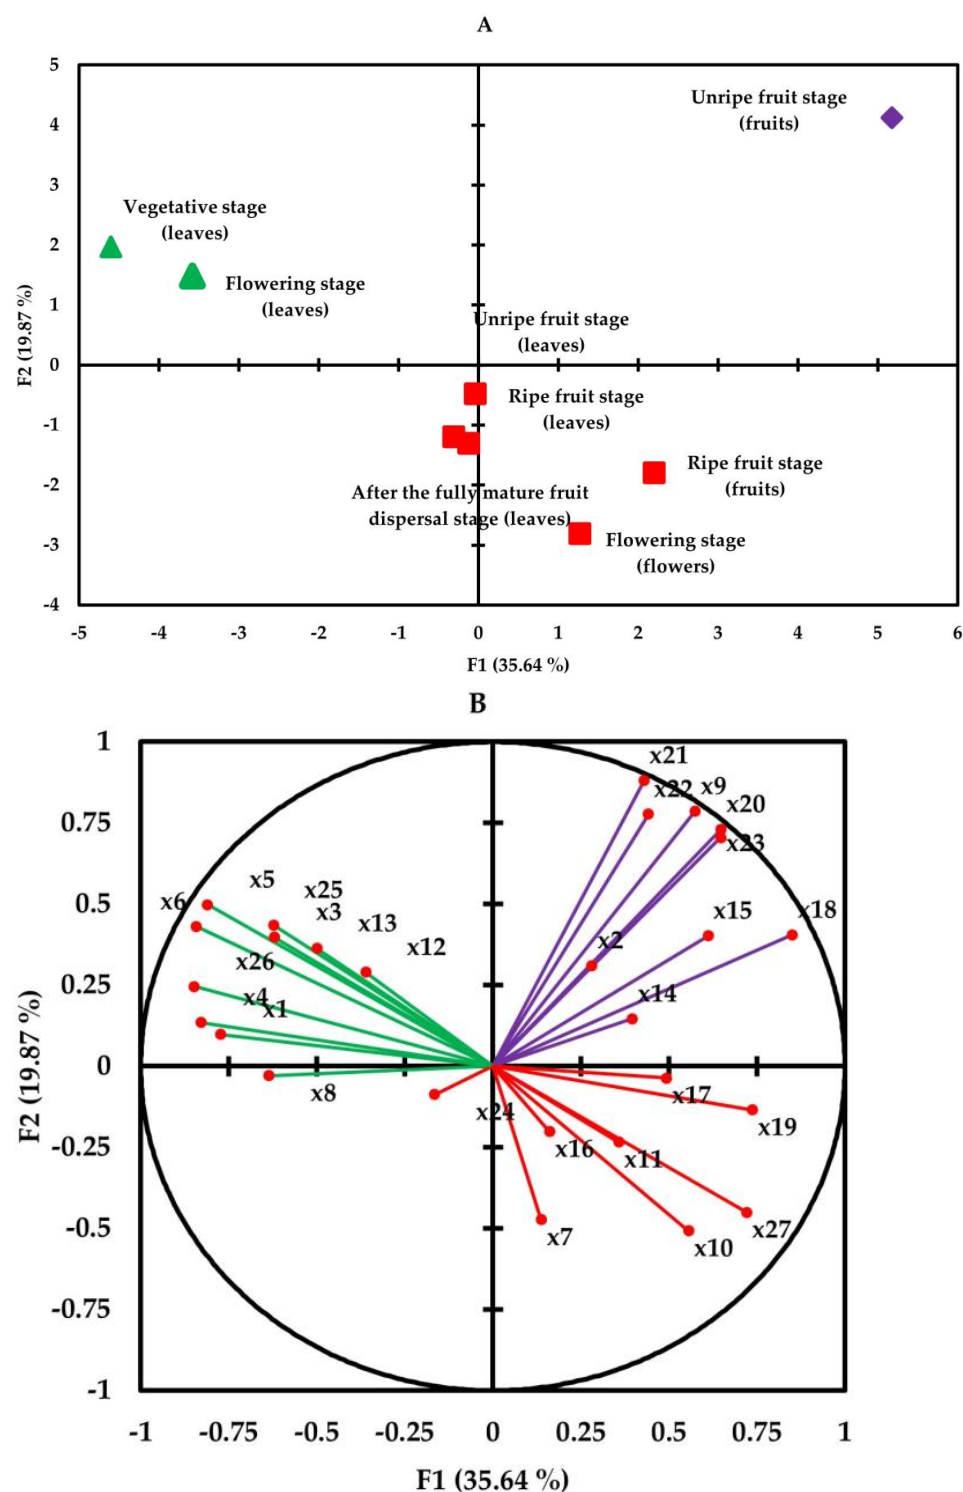 A
5
Unripe fruit stage
(fruits)
4
3
Vegetative stage
(leaves)
2
Flowering stage
(leaves)
1
Unripe fruit stage
(leaves)
0
Ripe fruit stage
(leaves)
-1
Ripe fruit stage
(fruits)
-2
After the fully mature fruit
dispersal stage (leaves)
Flowering stage
(flowers)
-3
-4
F2 (19.87 %)
-5 -4 -3 -2 -1 0 1 2 3 4 5 6
F1 (35.64 %)
B
1
x21
x22 x9
x20
0.75
x23
x5
x25
0.5
x6
x3
x13
x15
x18
x12
x2
x26
0.25
x4
x1
x14
0
x8
x24
x17
x19
-0.25
x16
x11
x7
x10
x27
-0.5
-0.75
-1
F2 (19.87 %)
-1 -0.75 -0.5 -0.25 0 0.25 0.5 0.75 1
F1 (35.64 %)